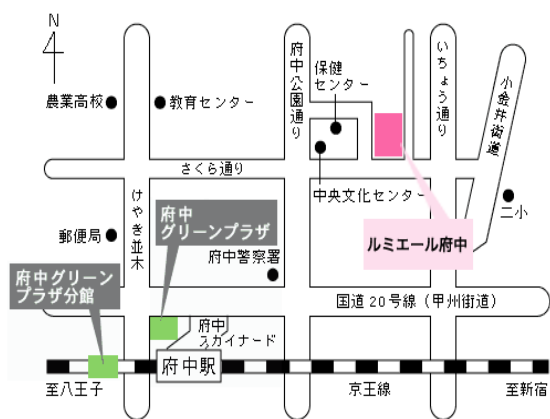 N
農業高校
教育センター
府中公園通り
保健
センター
いちょう通り
小金井街道
さくら通り
中央文化センター
二小
けやき並木
府中
グリーンプラザ
ルミエール府中
郵便局
府中警察署
府中グリーン
プラザ分館
国道20号線(甲州街道)
府中
スカイナード
府中駅
至八王子
京王線
至新宿